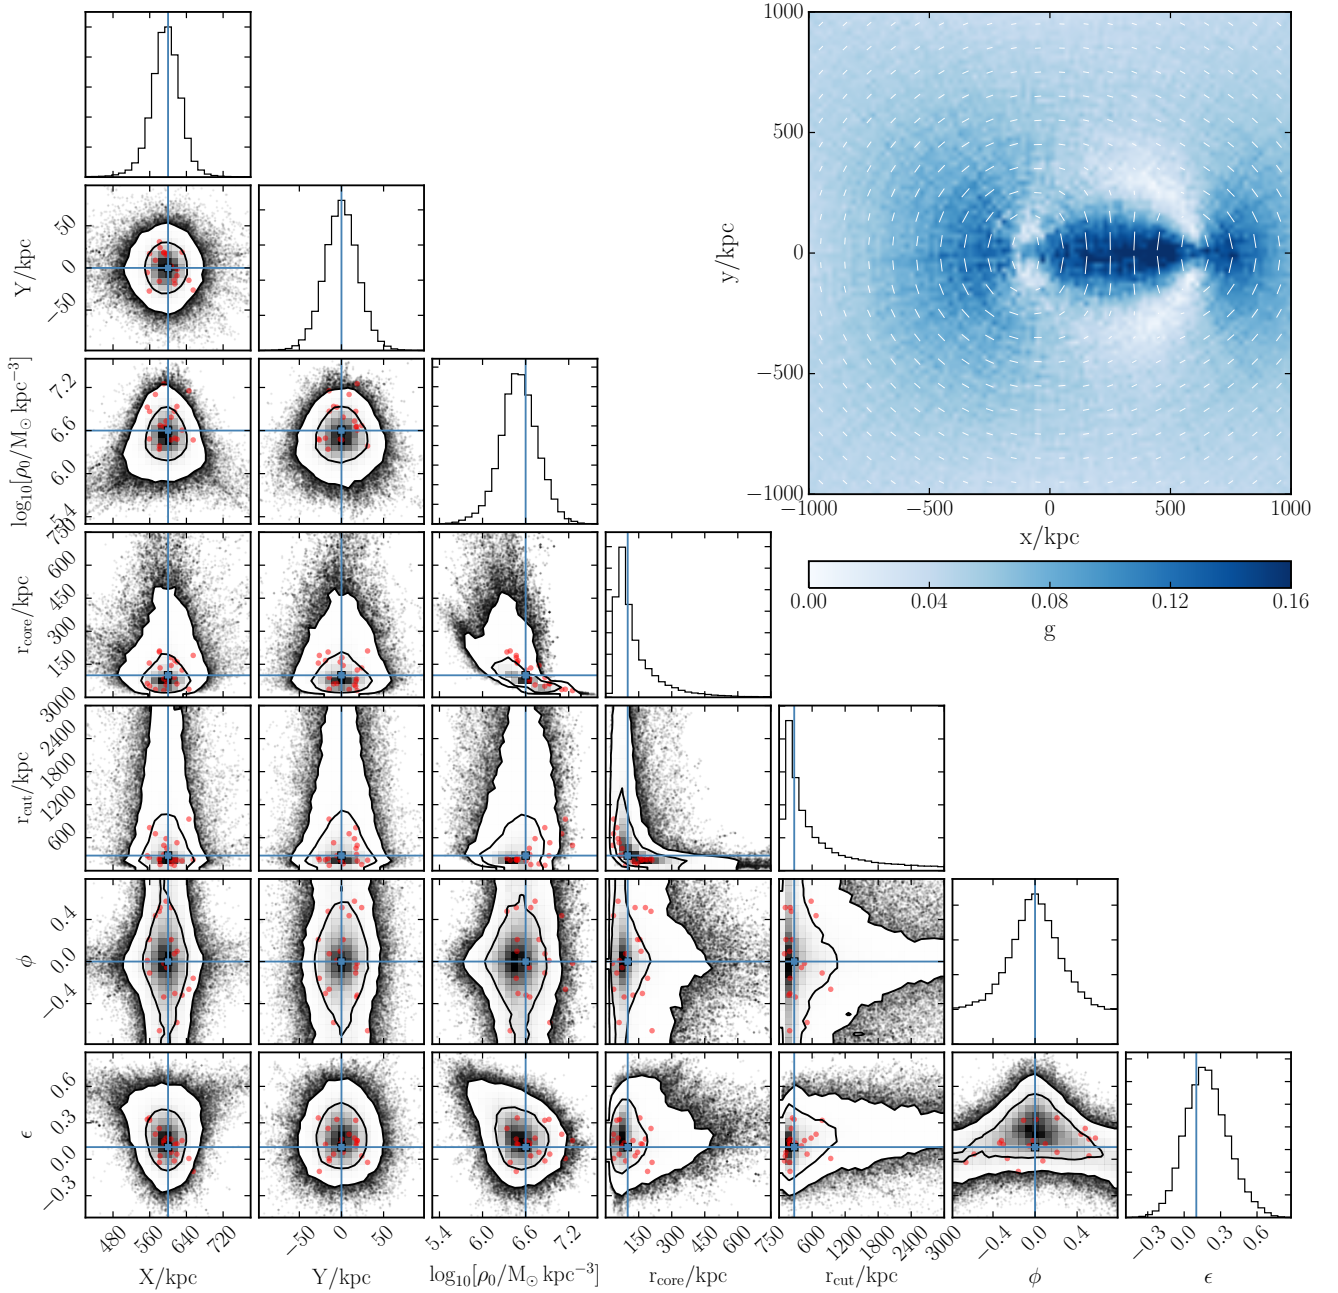 1000
500
0
−500
−1000
y/kpc
−1000 −500 0 500 1000
x/kpc
0.00 0.04 0.08 0.12 0.16
g
50
0
−50
Y/kpc
7.2
6.6
6.0
5.4
log₁₀[ρ₀/M⊙ kpc⁻³]
750
600
450
300
150
r_core/kpc
3000
2400
1800
1200
600
r_cut/kpc
0.4
0.0
−0.4
ϕ
0.6
0.3
0.0
−0.3
ϵ
480 560 640 720
−50 0 50
5.4 6.0 6.6 7.2
150 300 450 600 750
600 1200 1800 2400 3000
−0.4 0.0 0.4
−0.3 0.0 0.3 0.6
X/kpc
Y/kpc
log₁₀[ρ₀/M⊙ kpc⁻³]
r_core/kpc
r_cut/kpc
ϕ
ϵ